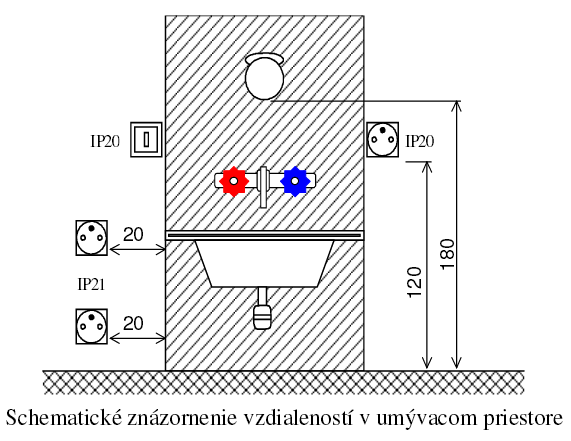 IP20
IP20
20
IP21
20
120
180
Schematické znázornenie vzdialeností v umývacom priestore